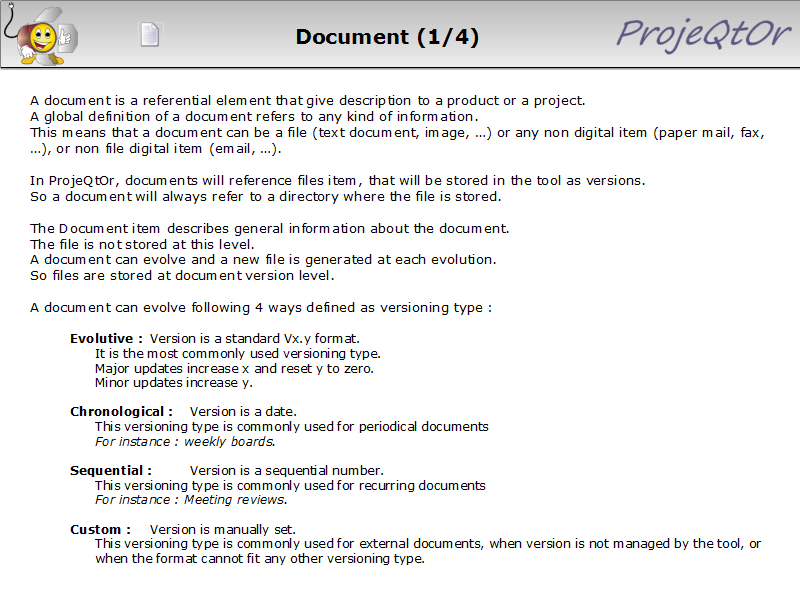 Document (1/4)
ProjeQtOr
A document is a referential element that give description to a product or a project.
A global definition of a document refers to any kind of information.
This means that a document can be a file (text document, image, …) or any non digital item (paper mail, fax,
…), or non file digital item (email, …).
In ProjeQtOr, documents will reference files item, that will be stored in the tool as versions.
So a document will always refer to a directory where the file is stored.
The Document item describes general information about the document.
The file is not stored at this level.
A document can evolve and a new file is generated at each evolution.
So files are stored at document version level.
A document can evolve following 4 ways defined as versioning type :
Evolutive : Version is a standard Vx.y format.
It is the most commonly used versioning type.
Major updates increase x and reset y to zero.
Minor updates increase y.
Chronological : Version is a date.
This versioning type is commonly used for periodical documents
For instance : weekly boards.
Sequential : Version is a sequential number.
This versioning type is commonly used for recurring documents
For instance : Meeting reviews.
Custom : Version is manually set.
This versioning type is commonly used for external documents, when version is not managed by the tool, or
when the format cannot fit any other versioning type.